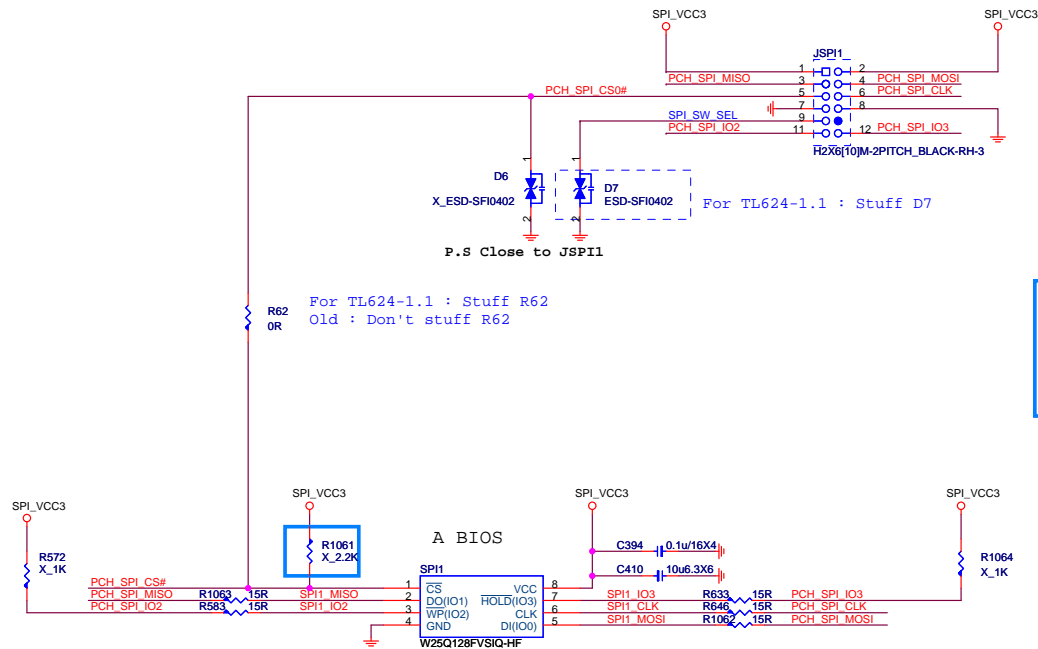 SPI_VCC3 SPI_VCC3
JSPI1
1 2
PCH_SPI_MISO 3 4 PCH_SPI_MOSI
PCH_SPI_CS0# 5 6 PCH_SPI_CLK
7 8
SPI_SW_SEL 9
PCH_SPI_IO2 11 12 PCH_SPI_IO3
H2X6[10]M-2PITCH_BLACK-RH-3
1 1
D6 D7
X_ESD-SFI0402 ESD-SFI0402
For TL624-1.1 : Stuff D7
2 2
P.S Close to JSPI1
For TL624-1.1 : Stuff R62
R62
Old : Don't stuff R62
0R
SPI_VCC3 SPI_VCC3 SPI_VCC3 SPI_VCC3
A BIOS
R1061
X_2.2K
C394 0.1u/16X4
R572
X_1K
R1064
X_1K
C410 10u6.3X6
SPI1
PCH_SPI_CS# 1 CS VCC 8
PCH_SPI_MISO R1063 15R SPI1_MISO 2 DO(IO1) HOLD(IO3) 7 SPI1_IO3 R633 15R PCH_SPI_IO3
PCH_SPI_IO2 R583 15R SPI1_IO2 3 WP(IO2) CLK 6 SPI1_CLK R646 15R PCH_SPI_CLK
4 GND DI(IO0) 5 SPI1_MOSI R1062 15R PCH_SPI_MOSI
W25Q128FVSIQ-HF